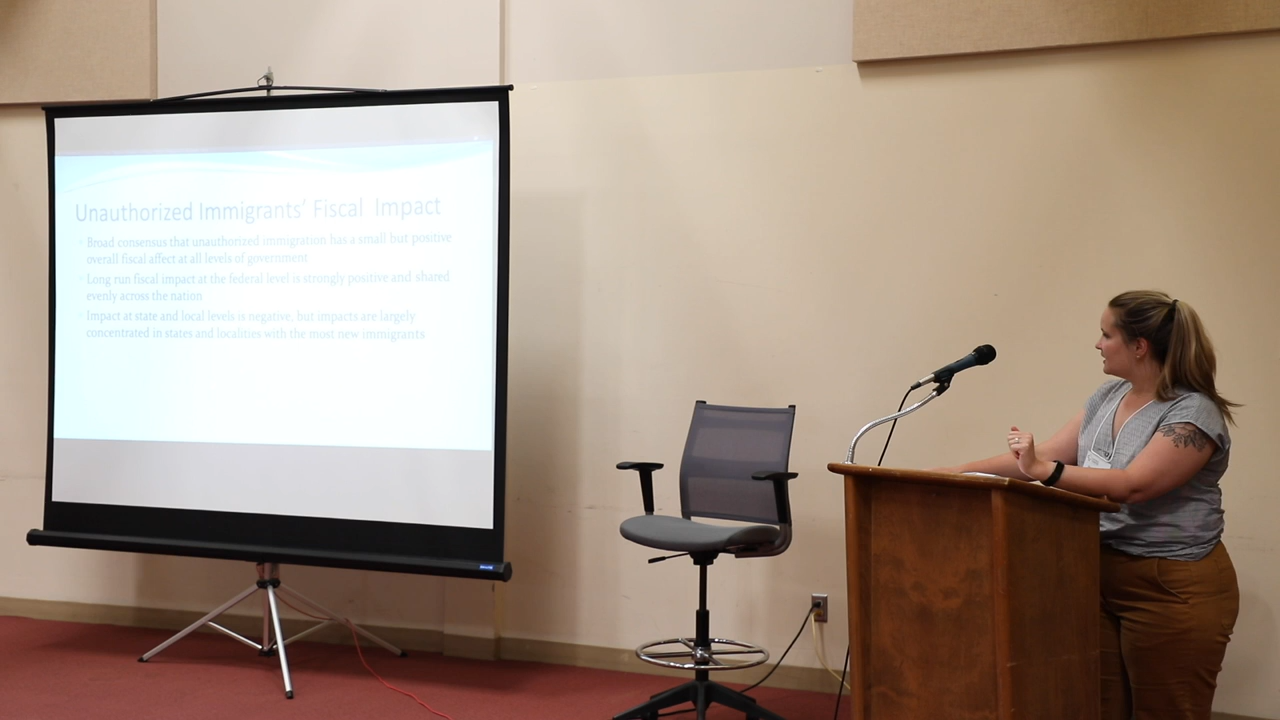 Unauthorized Immigrants' Fiscal Impact
Broad consensus that unauthorized immigration has a small but positive
overall fiscal affect at all levels of government
Long run fiscal impact at the federal level is strongly positive and shared
evenly across the nation
Impact at state and local levels is negative, but impacts are largely
concentrated in states and localities with the most new immigrants